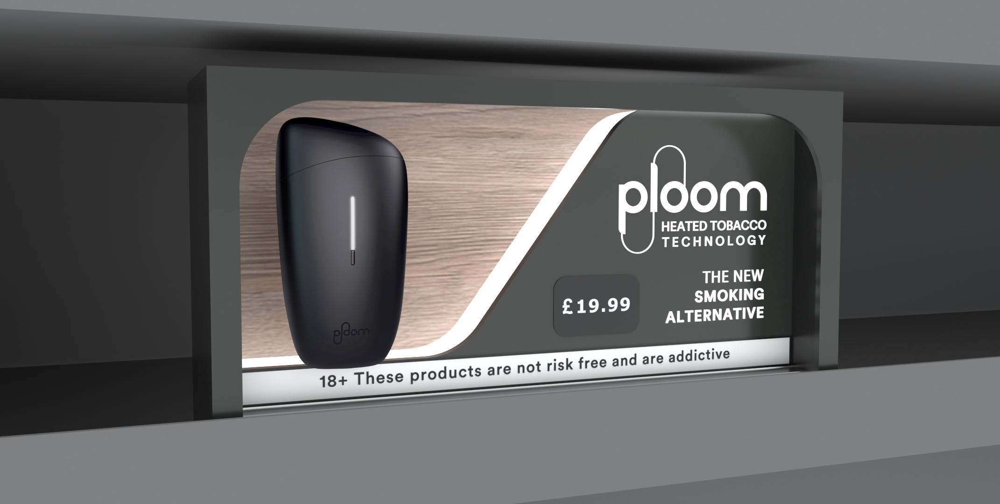 ploom
HEATED TOBACCO
TECHNOLOGY
THE NEW
SMOKING
ALTERNATIVE
£19.99
ploom
18+ These products are not risk free and are addictive